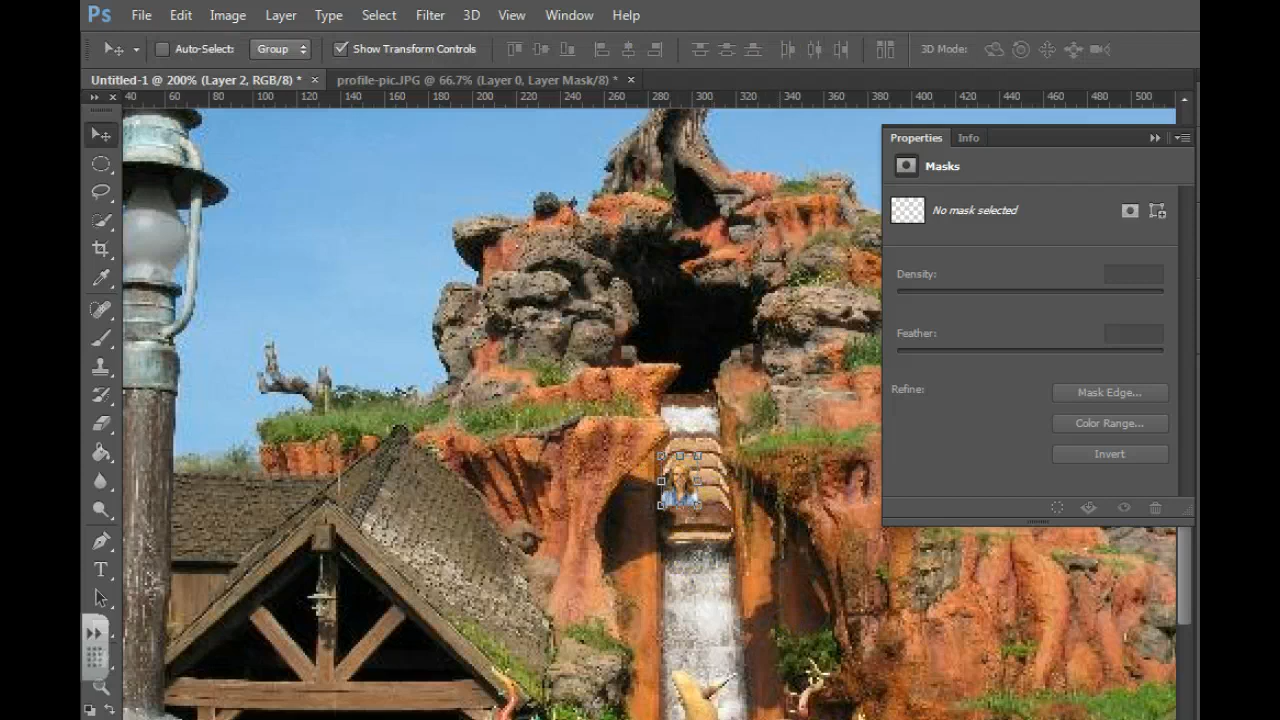 Ps File Edit Image Layer Type Select Filter 3D View Window Help
Auto-Select: Group Show Transform Controls 3D Mode:
Untitled-1 @ 200% (Layer 2, RGB/8) * × profile-pic.JPG @ 66.7% (Layer 0, Layer Mask/8) * ×
40 60 80 100 120 140 160 180 200 220 240 260 280 300 320 340 360 380 400 420 440 460 480 500
Properties Info
Masks
No mask selected
Density:
Feather:
Refine: Mask Edge...
Color Range...
Invert